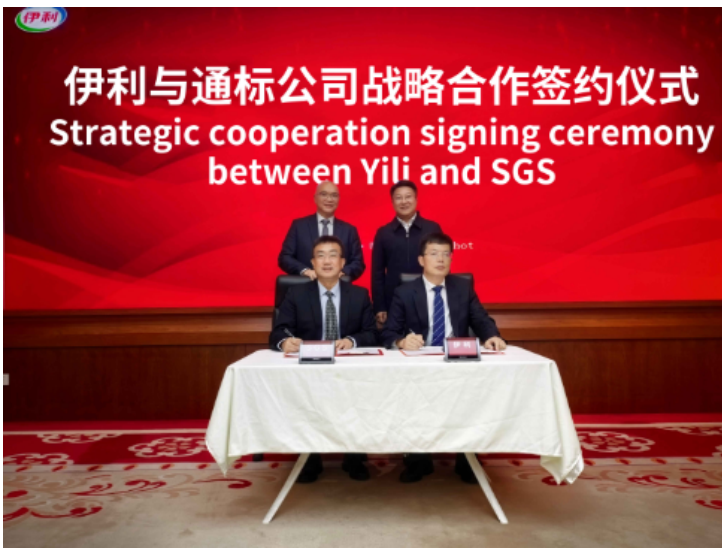 伊利
伊利与通标公司战略合作签约仪式
Strategic cooperation signing ceremony
between Yili and SGS
伊利